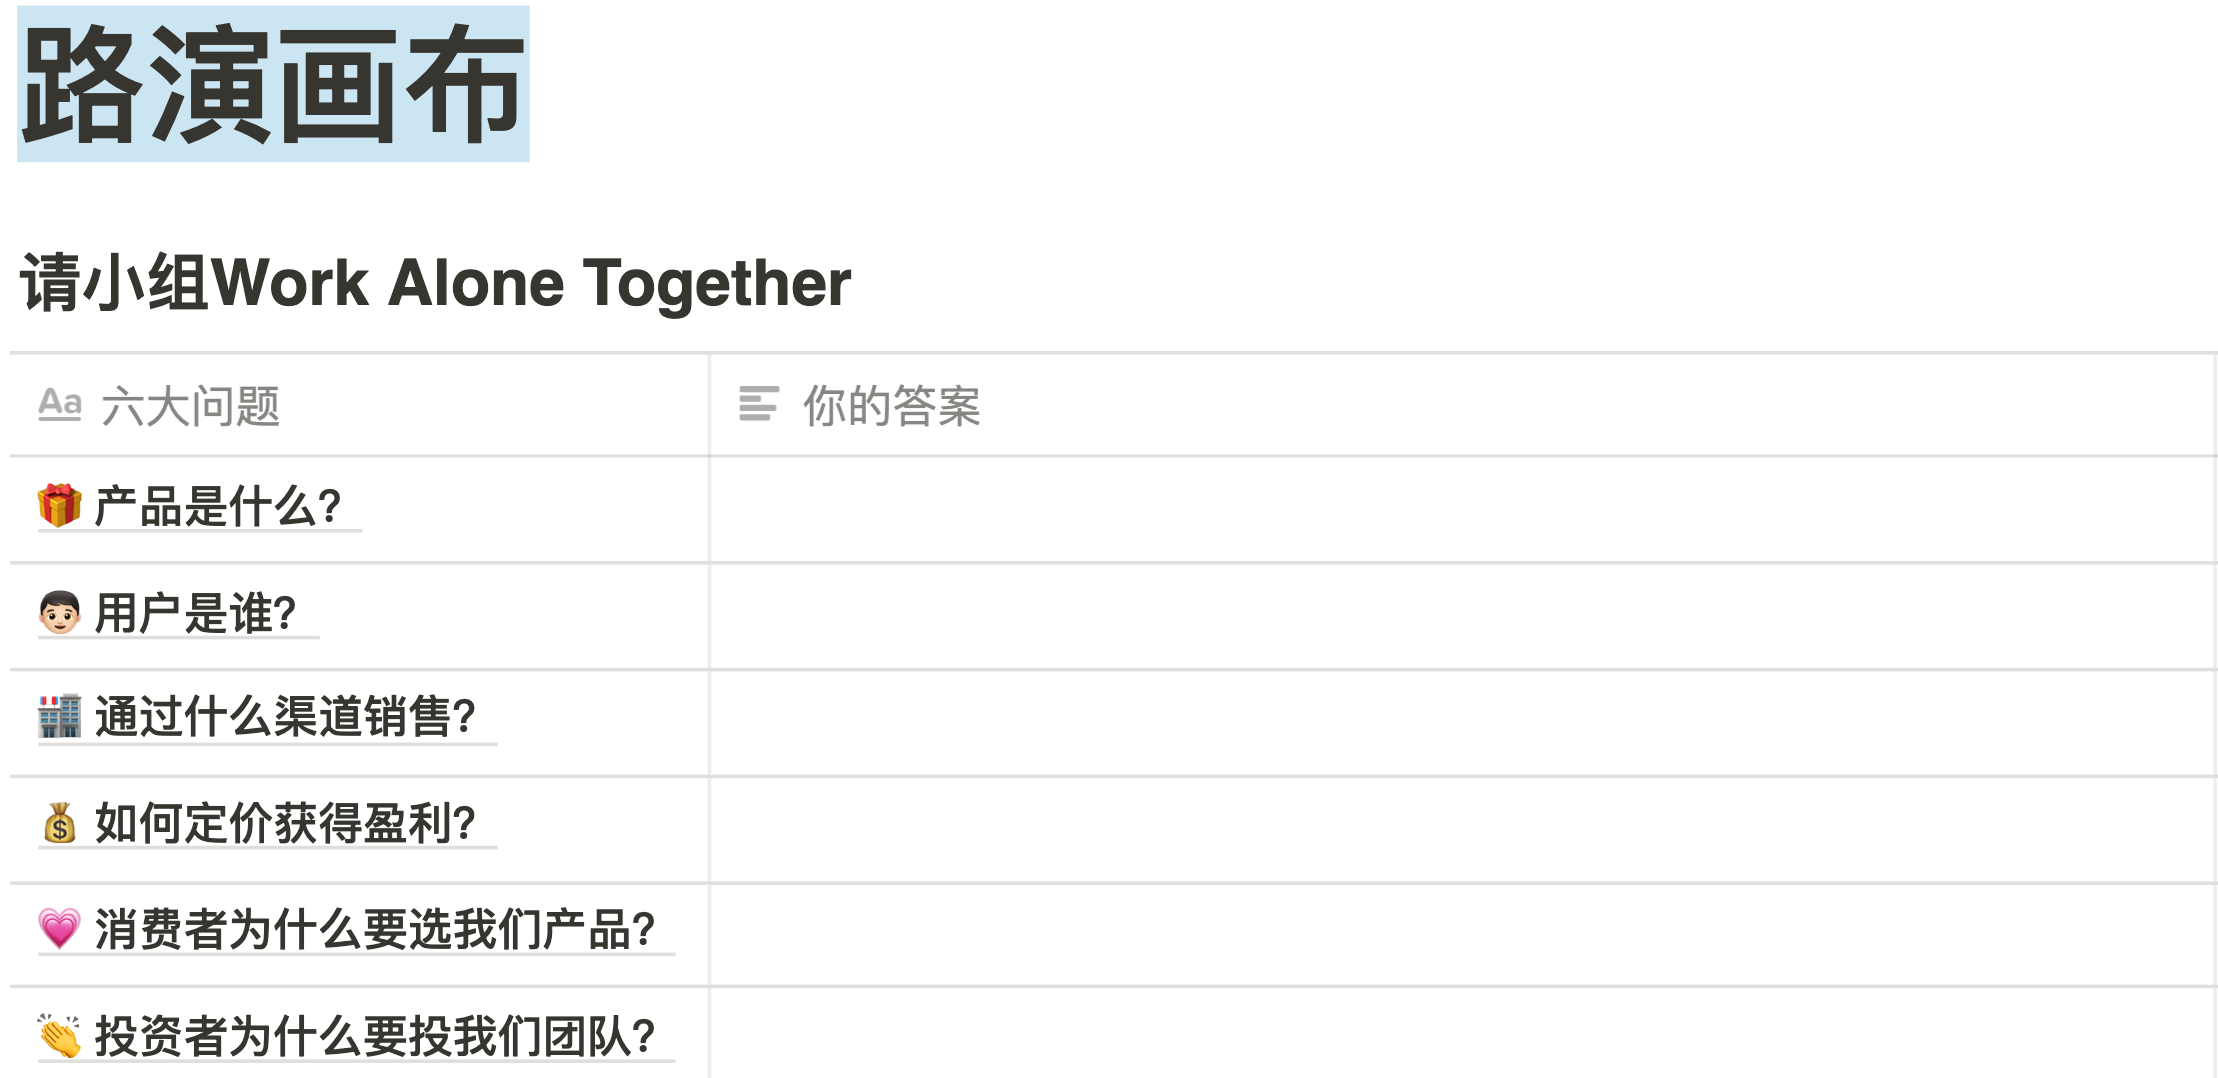 路演画布
请小组Work Alone Together
Aa 六大问题
你的答案
🎁 产品是什么?
👦🏻 用户是谁?
🏬 通过什么渠道销售?
💰 如何定价获得盈利?
💗 消费者为什么要选我们产品?
👏 投资者为什么要投我们团队?